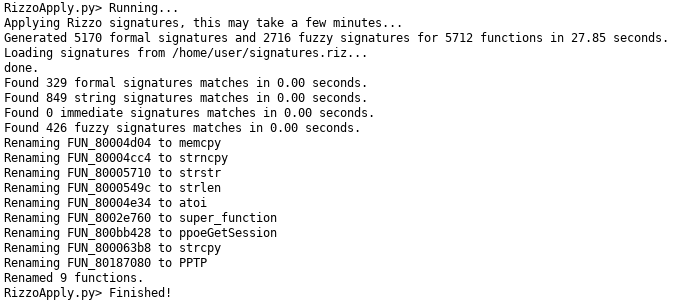 RizzoApply.py> Running...
Applying Rizzo signatures, this may take a few minutes...
Generated 5170 formal signatures and 2716 fuzzy signatures for 5712 functions in 27.85 seconds.
Loading signatures from /home/user/signatures.riz...
done.
Found 329 formal signatures matches in 0.00 seconds.
Found 849 string signatures matches in 0.00 seconds.
Found 0 immediate signatures matches in 0.00 seconds.
Found 426 fuzzy signatures matches in 0.00 seconds.
Renaming FUN_80004d04 to memcpy
Renaming FUN_80004cc4 to strncpy
Renaming FUN_80005710 to strstr
Renaming FUN_8000549c to strlen
Renaming FUN_80004e34 to atoi
Renaming FUN_8002e760 to super_function
Renaming FUN_800bb428 to ppoeGetSession
Renaming FUN_800063b8 to strcpy
Renaming FUN_80187080 to PPTP
Renamed 9 functions.
RizzoApply.py> Finished!